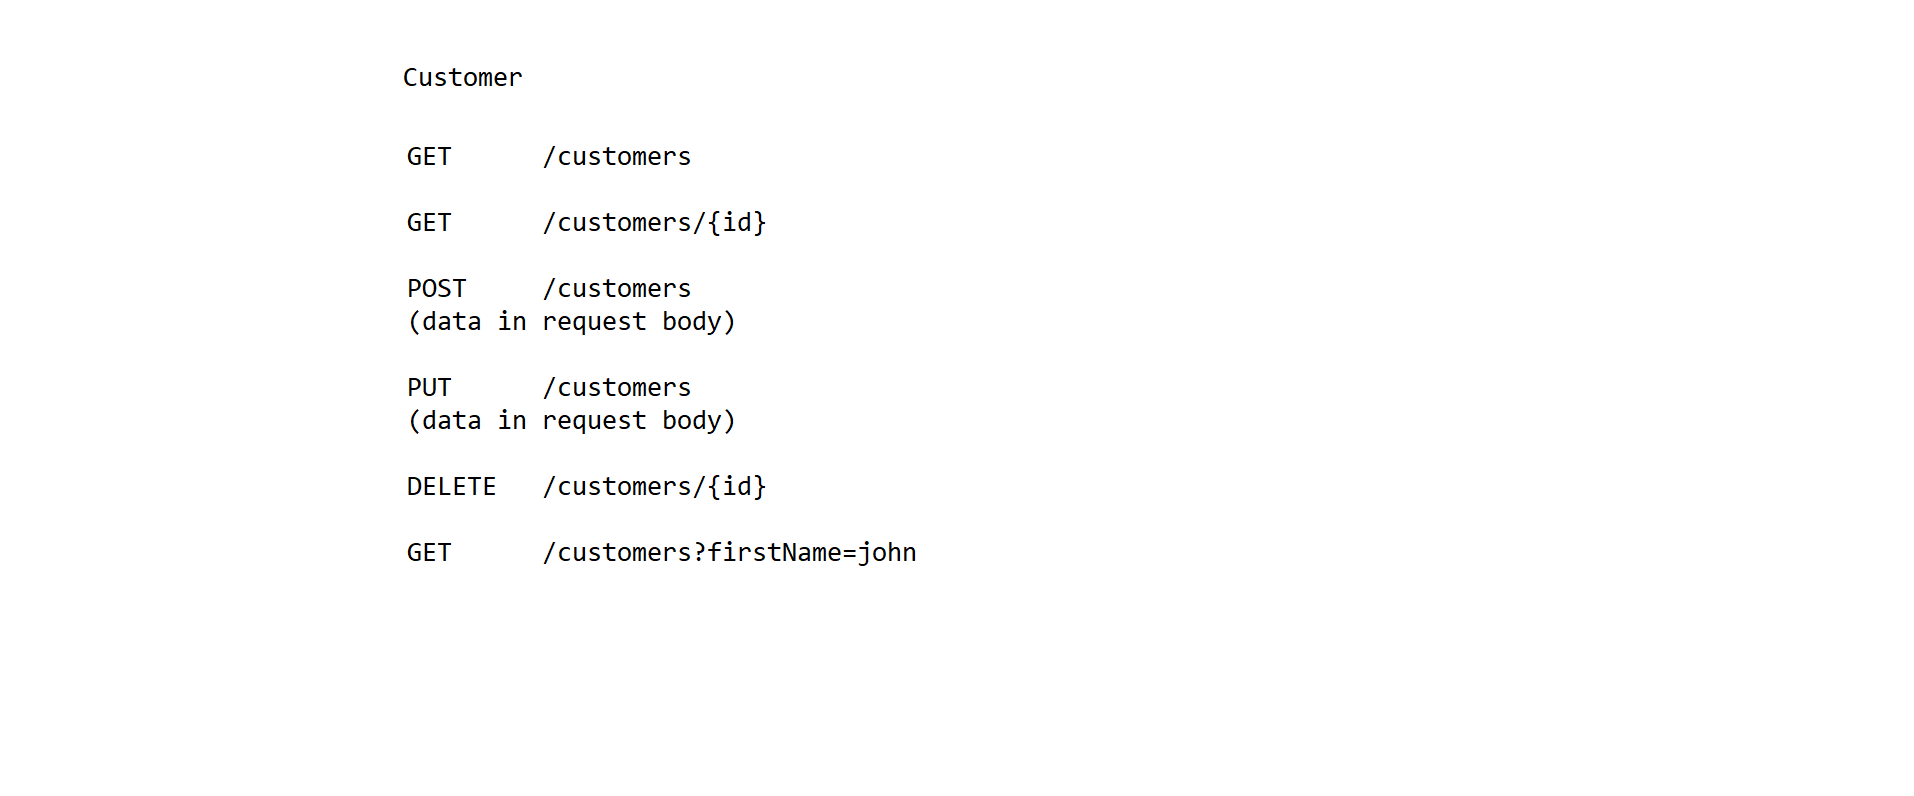 Customer
GET /customers
GET /customers/{id}
POST /customers
(data in request body)
PUT /customers
(data in request body)
DELETE /customers/{id}
GET /customers?firstName=john